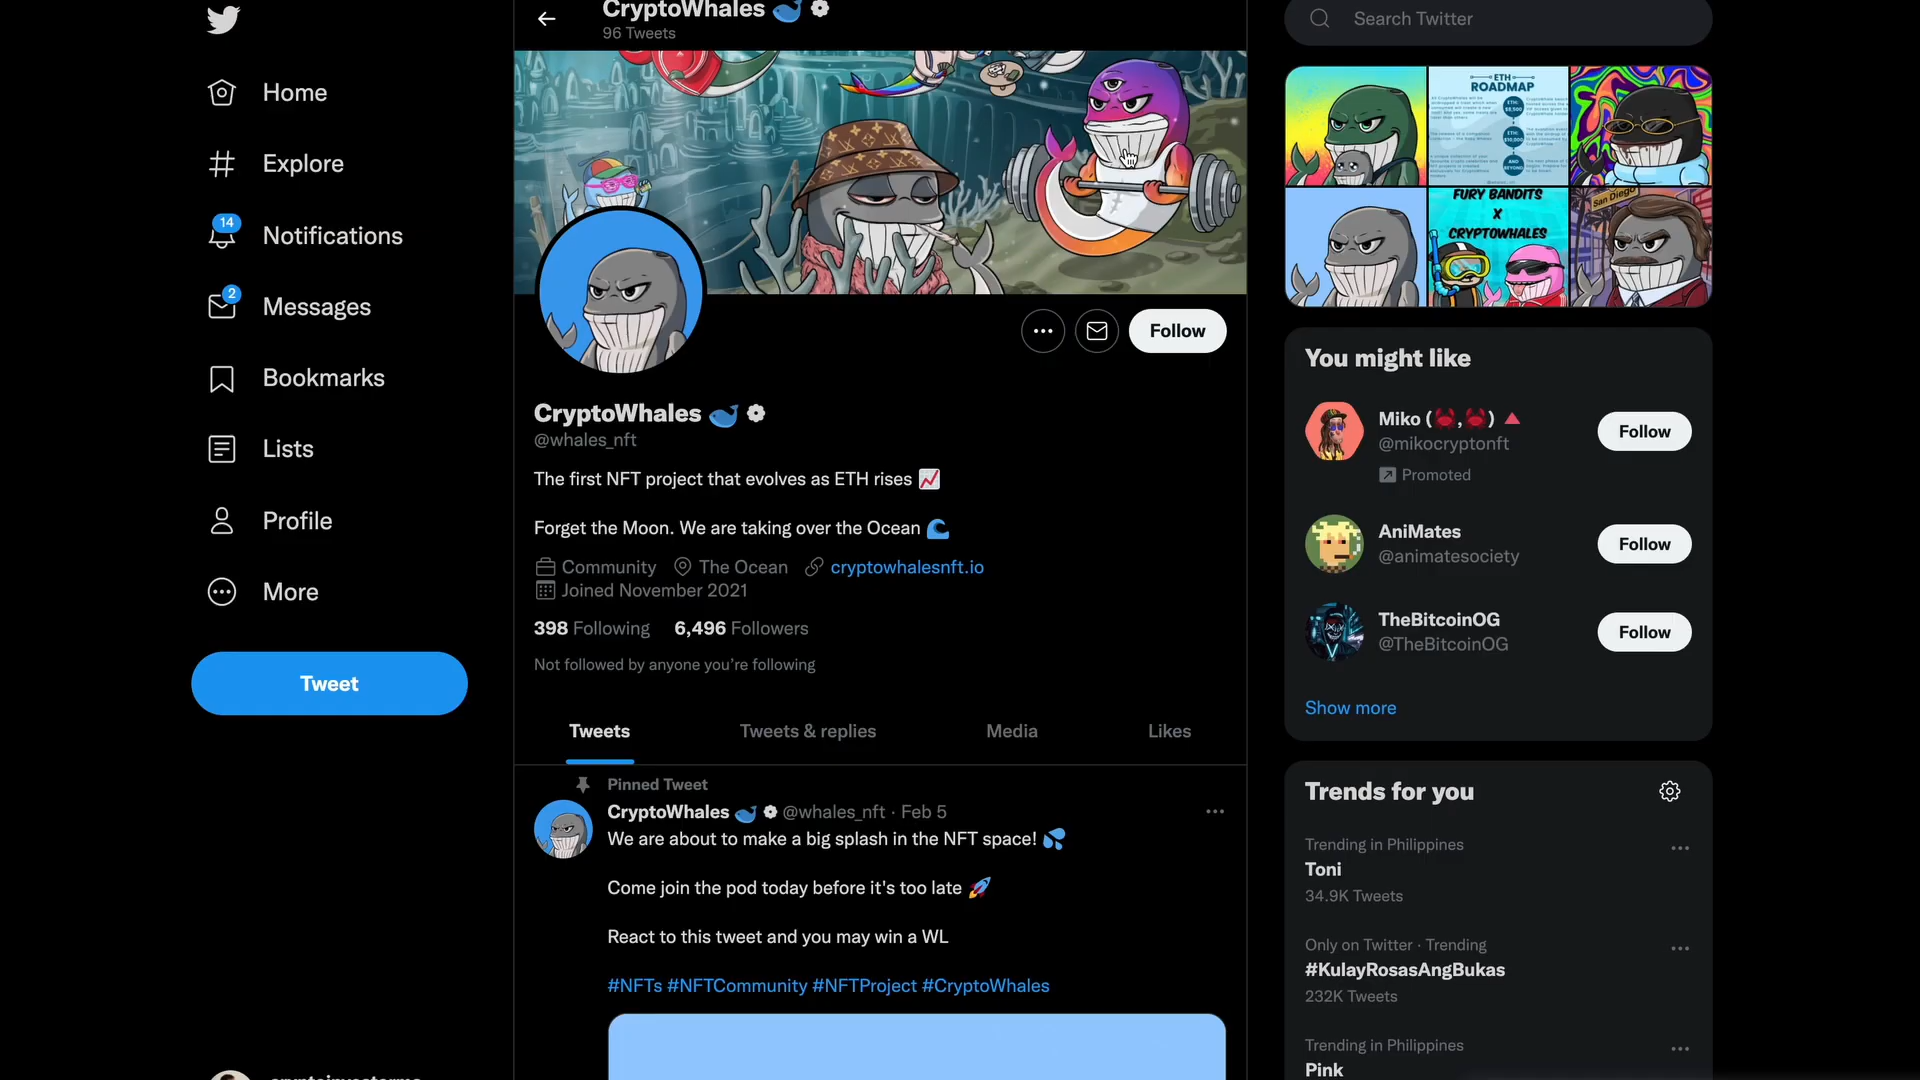 CryptoWhales
96 Tweets
Search Twitter
Home
Explore
14
Notifications
2
Messages
Bookmarks
Lists
Profile
More
Tweet
ETH
ROADMAP
FURY BANDITS
X
CRYPTOWHALES
San Diego
Follow
CryptoWhales
@whales_nft
The first NFT project that evolves as ETH rises
Forget the Moon. We are taking over the Ocean
Community The Ocean cryptowhalesnft.io
Joined November 2021
398 Following 6,496 Followers
Not followed by anyone you're following
Tweets Tweets & replies Media Likes
Pinned Tweet
CryptoWhales @whales_nft · Feb 5
We are about to make a big splash in the NFT space!
Come join the pod today before it's too late
React to this tweet and you may win a WL
#NFTs #NFTCommunity #NFTProject #CryptoWhales
You might like
Miko ( , )
@mikocryptonft
Promoted
Follow
AniMates
@animatesociety
Follow
TheBitcoinOG
@TheBitcoinOG
Follow
Show more
Trends for you
Trending in Philippines
Toni
34.9K Tweets
Only on Twitter · Trending
#KulayRosasAngBukas
232K Tweets
Trending in Philippines
Pink